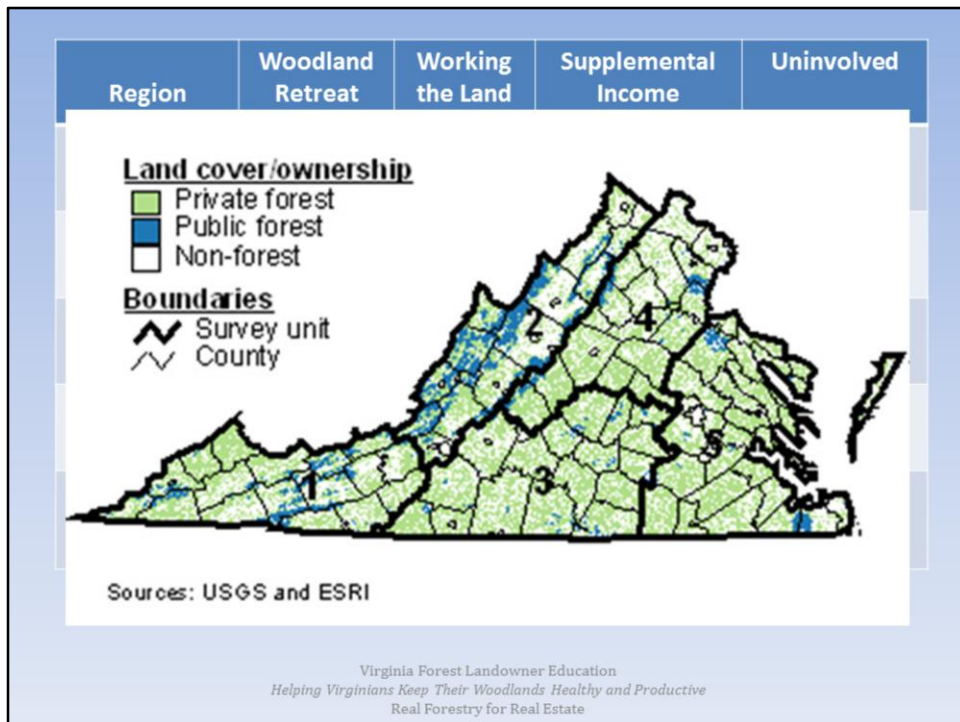 Region
Woodland
Retreat
Working
the Land
Supplemental
Income
Uninvolved
Land cover/ownership
Private forest
Public forest
Non-forest
Boundaries
Survey unit
County
2
4
5
1
3
Sources: USGS and ESRI
Virginia Forest Landowner Education
Helping Virginians Keep Their Woodlands Healthy and Productive
Real Forestry for Real Estate